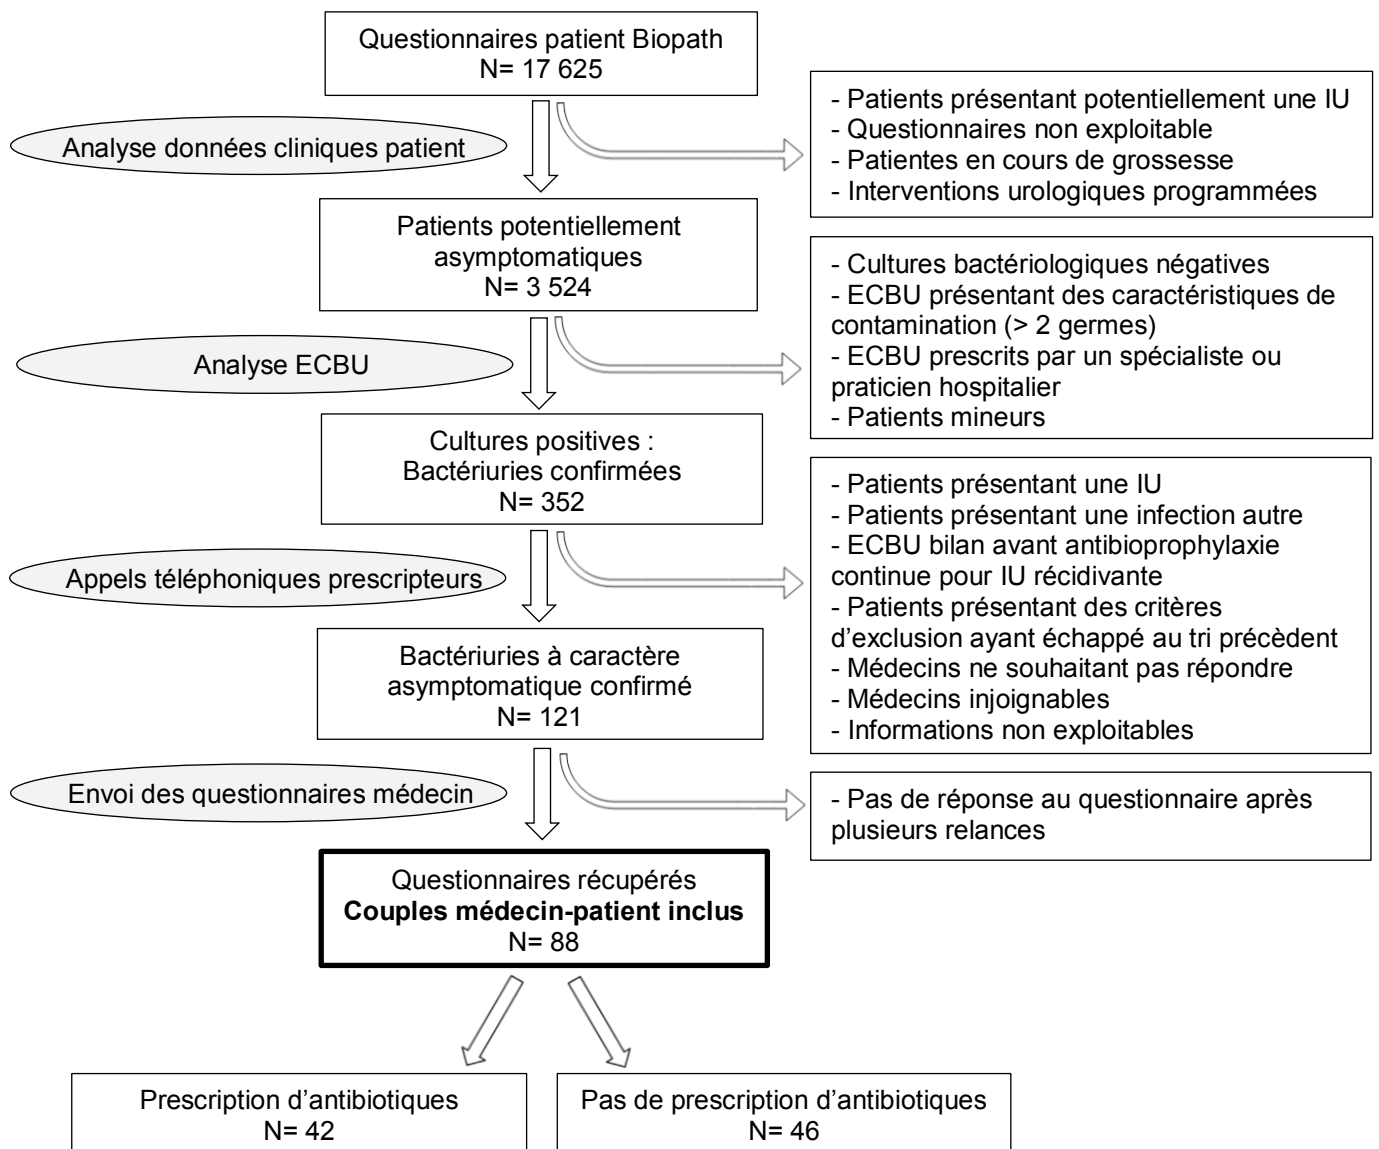 Questionnaires patient Biopath
N= 17 625
- Patients présentant potentiellement une IU
- Questionnaires non exploitable
- Patientes en cours de grossesse
- Interventions urologiques programmées
Analyse données cliniques patient
Patients potentiellement
asymptomatiques
N= 3 524
- Cultures bactériologiques négatives
- ECBU présentant des caractéristiques de
contamination (> 2 germes)
- ECBU prescrits par un spécialiste ou
praticien hospitalier
- Patients mineurs
Analyse ECBU
Cultures positives :
Bactériuries confirmées
N= 352
- Patients présentant une IU
- Patients présentant une infection autre
- ECBU bilan avant antibioprophylaxie
continue pour IU récidivante
- Patients présentant des critères
d’exclusion ayant échappé au tri précèdent
- Médecins ne souhaitant pas répondre
- Médecins injoignables
- Informations non exploitables
Appels téléphoniques prescripteurs
Bactériuries à caractère
asymptomatique confirmé
N= 121
Envoi des questionnaires médecin
- Pas de réponse au questionnaire après
plusieurs relances
Questionnaires récupérés
Couples médecin-patient inclus
N= 88
Prescription d’antibiotiques
N= 42
Pas de prescription d’antibiotiques
N= 46